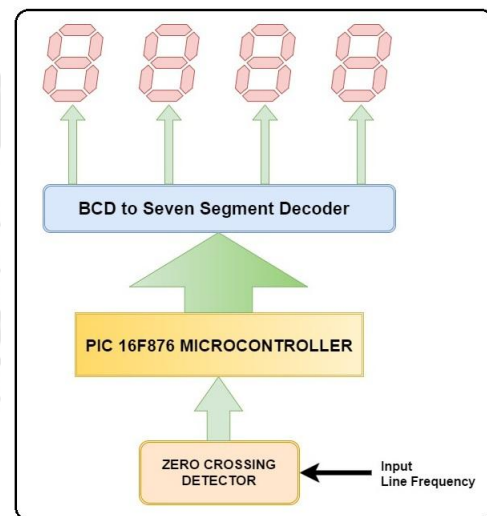 BCD to Seven Segment Decoder
PIC 16F876 MICROCONTROLLER
ZERO CROSSING
DETECTOR
Input
Line Frequency